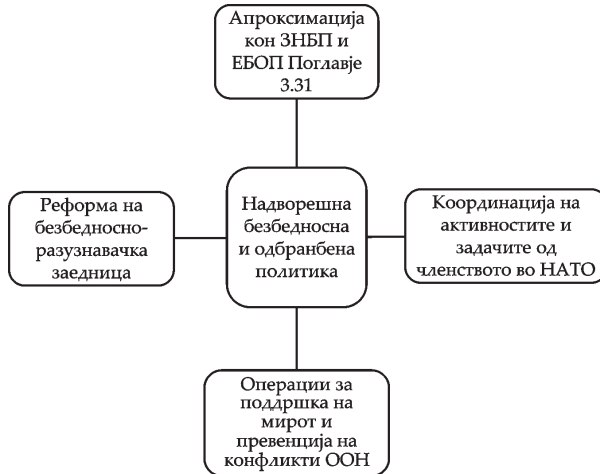 Апроксимација
кон ЗНБП и
ЕБОП Поглавје
3.31
Реформа на
безбедносно-
разузнавачка
заедница
Надворешна
безбедносна
и одбранбена
политика
Координација на
активностите и
задачите од
членството во НАТО
Операции за
поддршка на
мирот и
превенција на
конфликти ООН